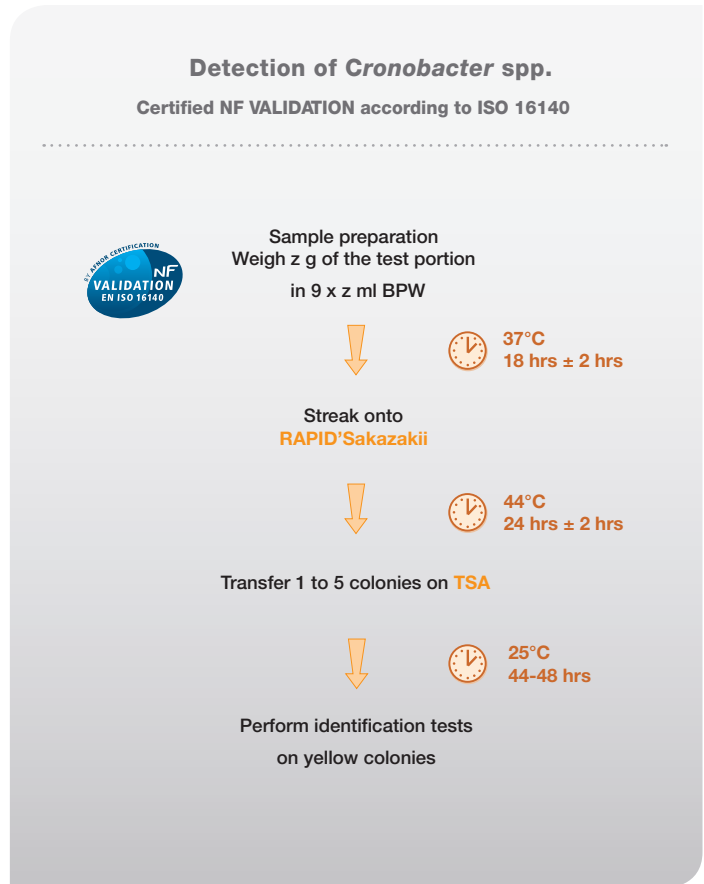 Detection of Cronobacter spp.
Certified NF VALIDATION according to ISO 16140
BY AFNOR CERTIFICATION
NF
VALIDATION
EN ISO 16140
Sample preparation
Weigh z g of the test portion
in 9 x z ml BPW
37°C
18 hrs ± 2 hrs
Streak onto
RAPID’Sakazakii
44°C
24 hrs ± 2 hrs
Transfer 1 to 5 colonies on TSA
25°C
44-48 hrs
Perform identification tests
on yellow colonies